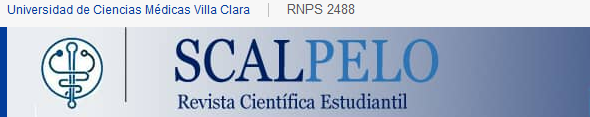 Universidad de Ciencias Médicas Villa Clara | RNPS 2488
SCALPELO
Revista Científica Estudiantil